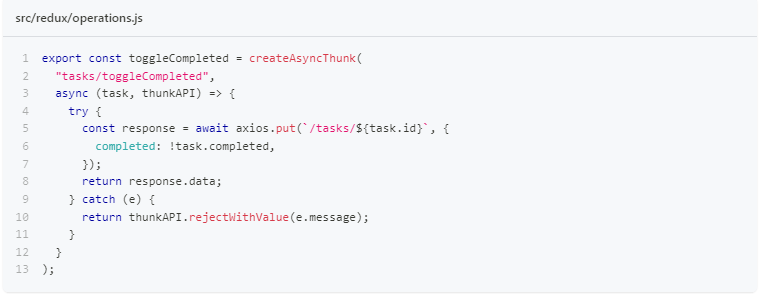 src/redux/operations.js
1 export const toggleCompleted = createAsyncThunk(
2   "tasks/toggleCompleted",
3   async (task, thunkAPI) => {
4     try {
5       const response = await axios.put(`/tasks/${task.id}`, {
6         completed: !task.completed,
7       });
8       return response.data;
9     } catch (e) {
10       return thunkAPI.rejectWithValue(e.message);
11     }
12   }
13 );